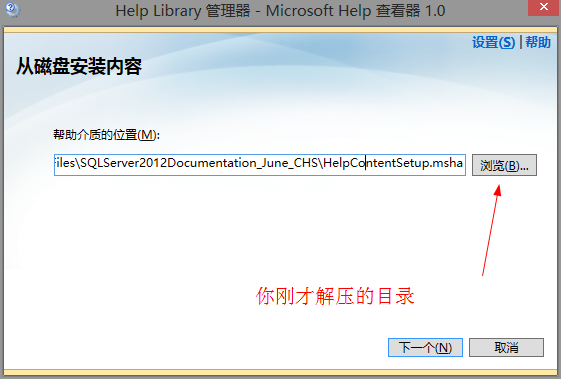 Help Library 管理器 - Microsoft Help 查看器 1.0
设置(S) | 帮助
从磁盘安装内容
帮助介质的位置(M):
iles\SQLServer2012Documentation_June_CHS\HelpContentSetup.msha
浏览(B)...
你刚才解压的目录
下一个(N)
取消